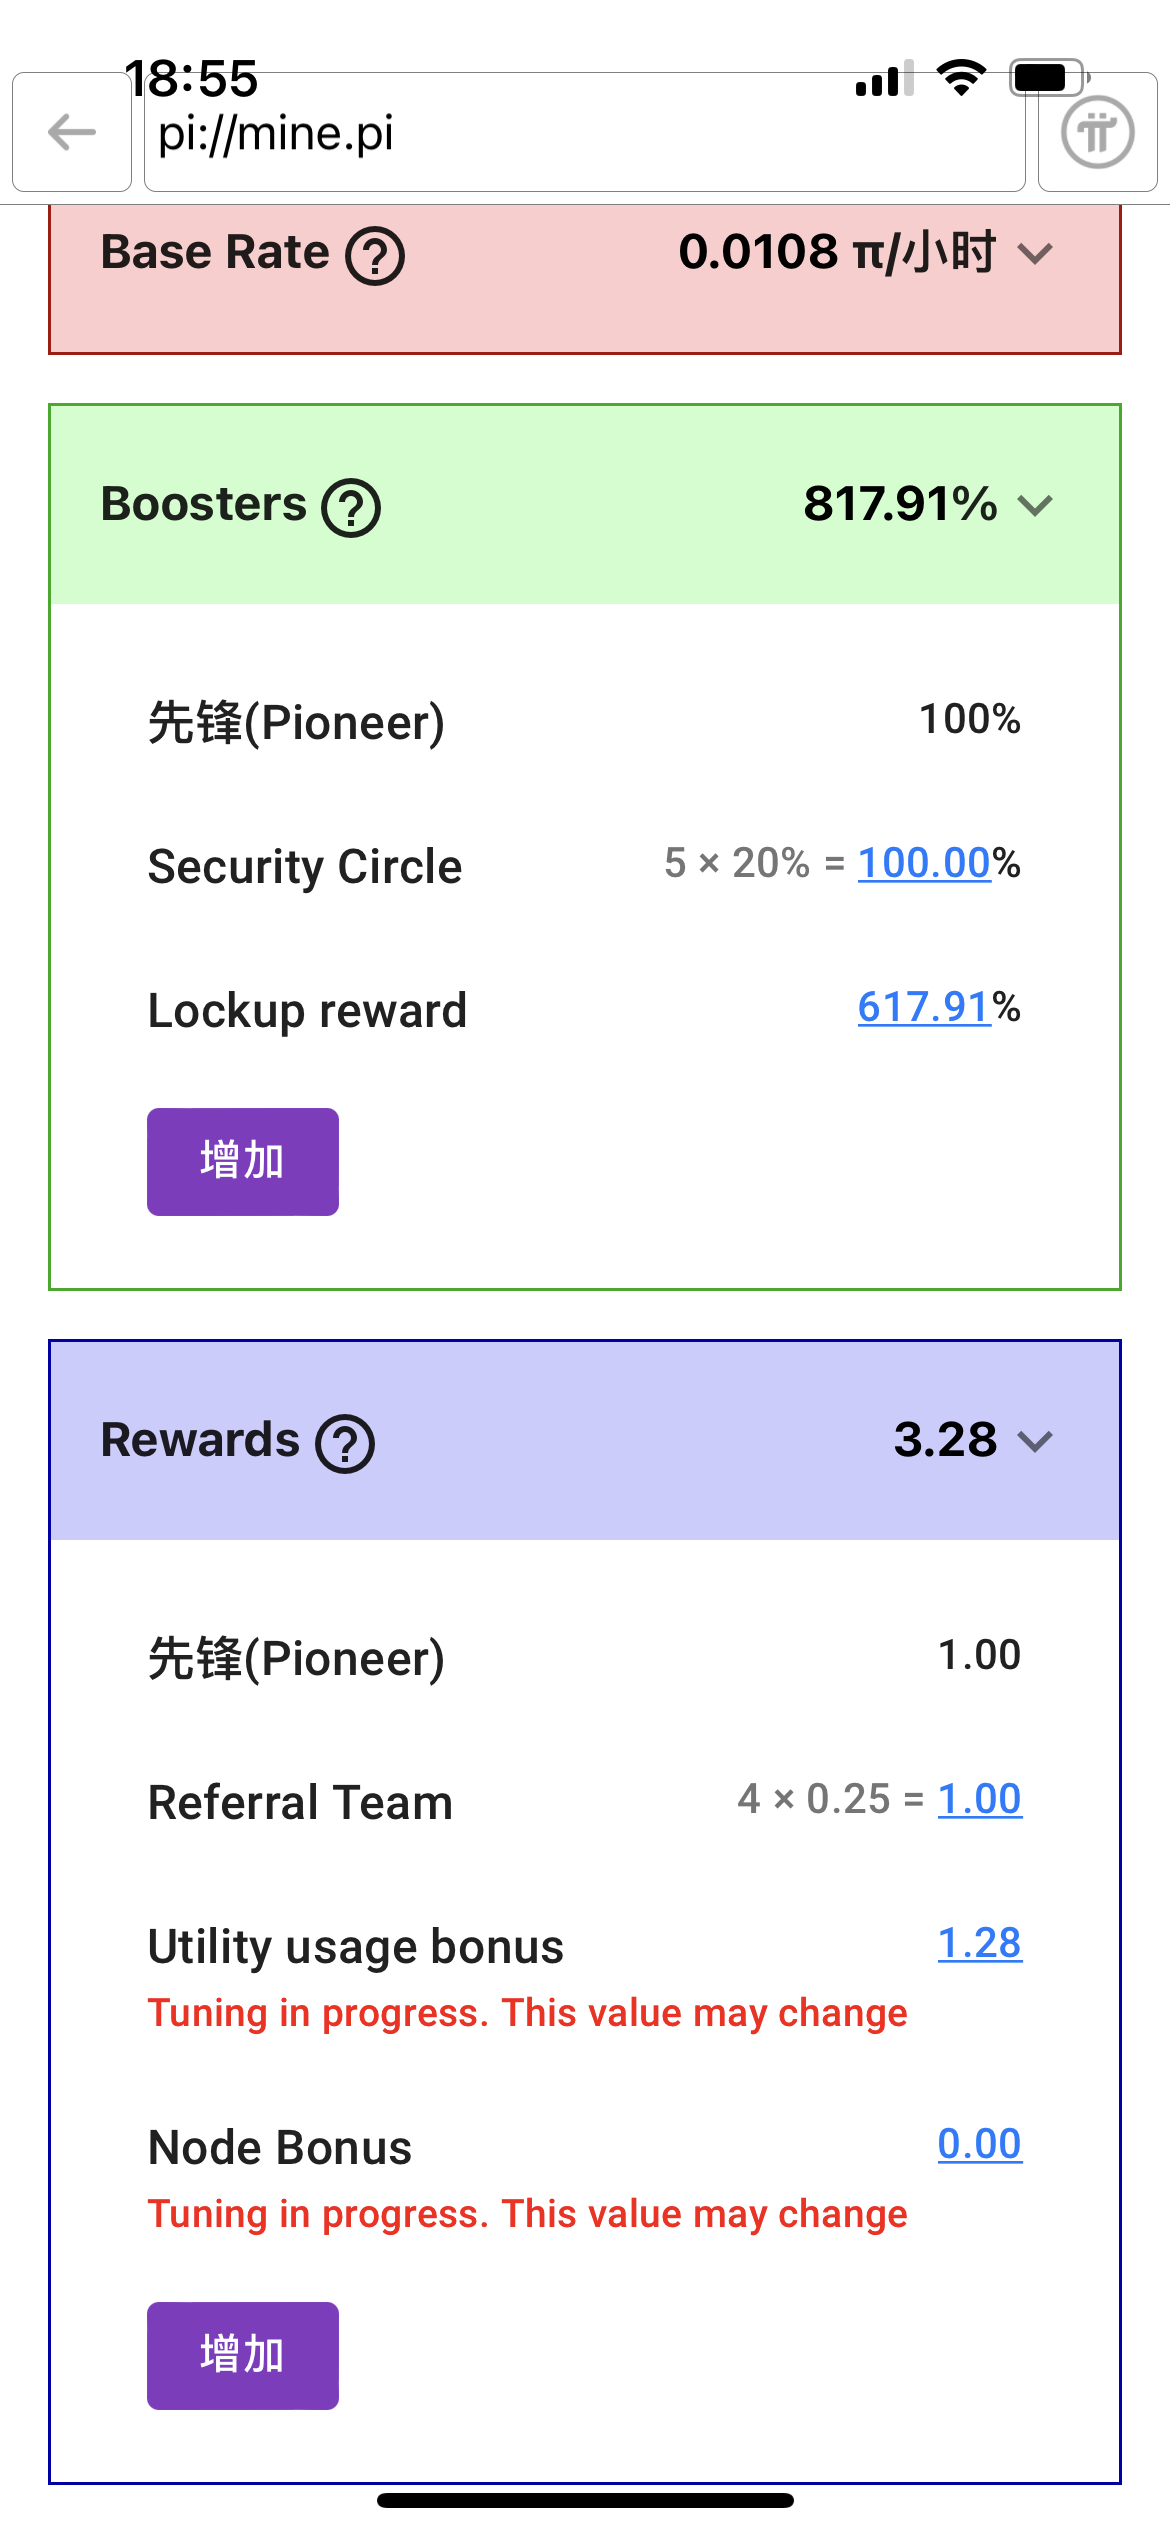 18:55
pi://mine.pi
Base Rate ? 0.0108 π/小时
Boosters ? 817.91%
先锋(Pioneer) 100%
Security Circle 5 × 20% = 100.00%
Lockup reward 617.91%
增加
Rewards ? 3.28
先锋(Pioneer) 1.00
Referral Team 4 × 0.25 = 1.00
Utility usage bonus 1.28
Tuning in progress. This value may change
Node Bonus 0.00
Tuning in progress. This value may change
增加